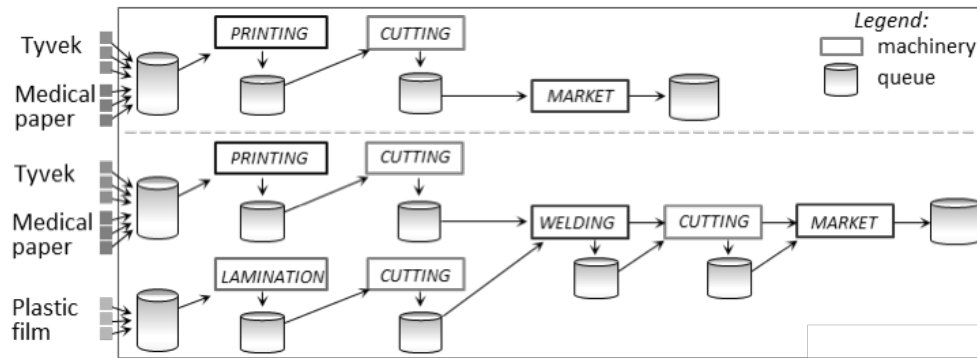 Legend:
machinery
queue
Tyvek
Medical
paper
PRINTING
CUTTING
MARKET
Tyvek
Medical
paper
PRINTING
CUTTING
WELDING
CUTTING
MARKET
Plastic
film
LAMINATION
CUTTING